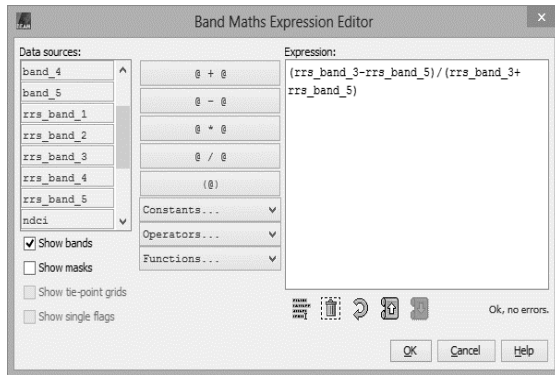 Band Maths Expression Editor
x
Data sources:
band_4
band_5
rrs_band_1
rrs_band_2
rrs_band_3
rrs_band_4
rrs_band_5
ndci
Show bands
Show masks
Show tie-point grids
Show single flags
@ + @
@ - @
@ * @
@ / @
(@)
Constants...
Operators...
Functions...
Expression:
(rrs_band_3-rrs_band_5)/(rrs_band_3+
rrs_band_5)
Ok, no errors.
OK
Cancel
Help